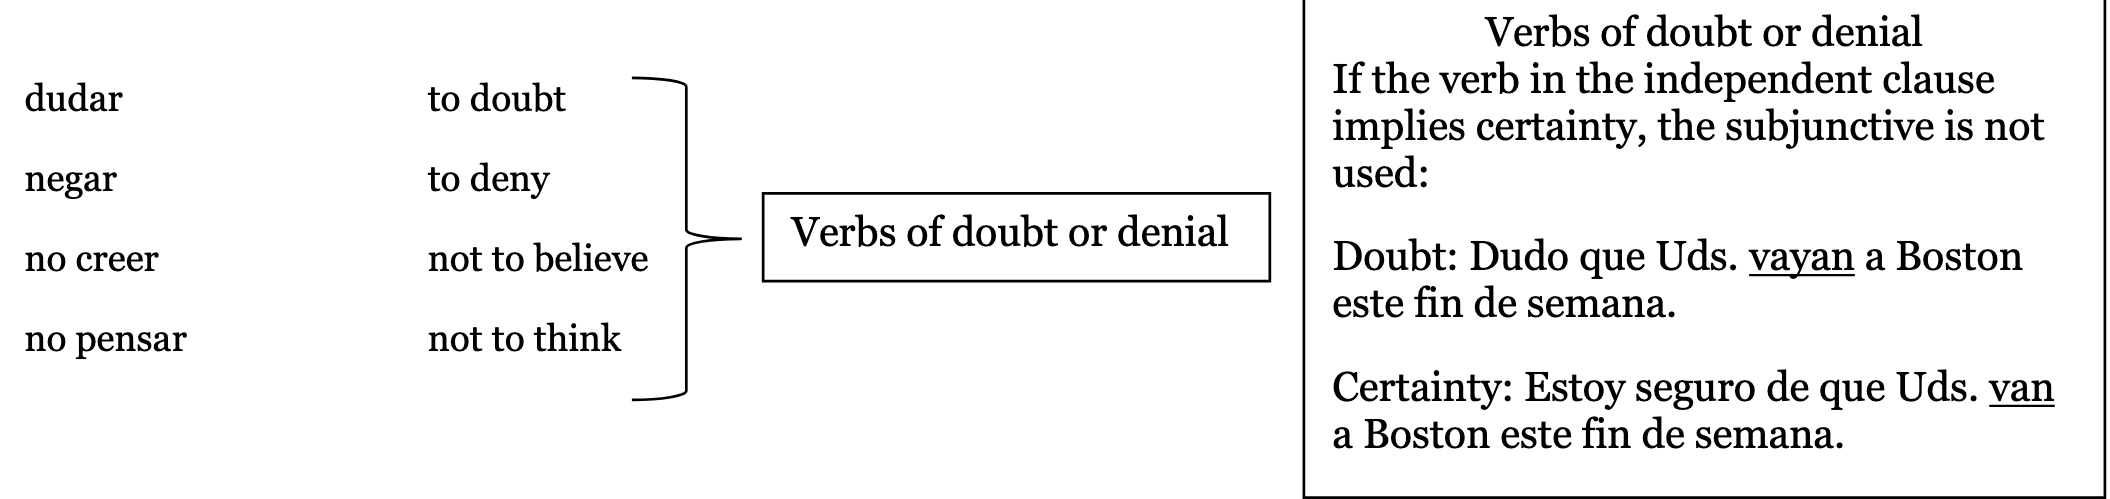 dudar to doubt
negar to deny
no creer not to believe
no pensar not to think
Verbs of doubt or denial
Verbs of doubt or denial
If the verb in the independent clause
implies certainty, the subjunctive is not
used:
Doubt: Dudo que Uds. vayan a Boston
este fin de semana.
Certainty: Estoy seguro de que Uds. van
a Boston este fin de semana.